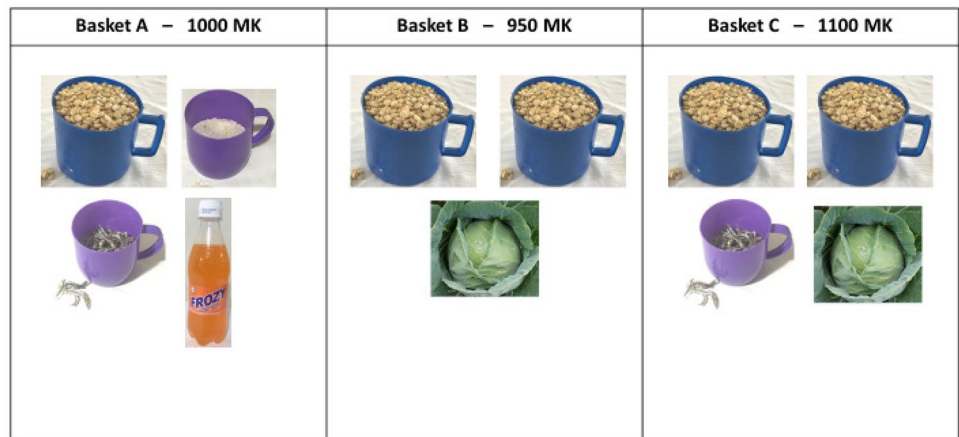 Basket A – 1000 MK
Basket B – 950 MK
Basket C – 1100 MK
FROZY